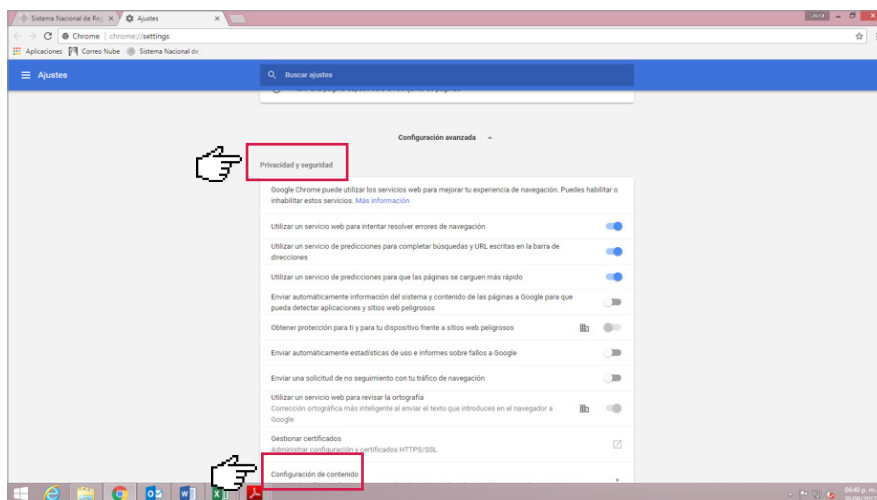 Sistema Nacional de Re
Ajustes
Chrome | chrome://settings
Aplicaciones
Correo Nube
Sistema Nacional de
Ajustes
Buscar ajustes
Configuración avanzada
Privacidad y seguridad
Google Chrome puede utilizar los servicios web para mejorar tu experiencia de navegación. Puedes habilitar o
inhabilitar estos servicios. Más información
Utilizar un servicio web para intentar resolver errores de navegación
Utilizar un servicio de predicciones para completar búsquedas y URL escritas en la barra de
direcciones
Utilizar un servicio de predicciones para que las páginas se carguen más rápido
Enviar automáticamente información del sistema y contenido de las páginas a Google para que
pueda detectar aplicaciones y sitios web peligrosos
Obtener protección para ti y para tu dispositivo frente a sitios web peligrosos
Enviar automáticamente estadísticas de uso e informes sobre fallos a Google
Enviar una solicitud de no seguimiento con tu tráfico de navegación
Utilizar un servicio web para revisar la ortografía
Corrección ortográfica más inteligente al enviar el texto que introduces en el navegador a
Google
Gestionar certificados
Administrar configuración y certificados HTTPS/SSL
Configuración de contenido
04:40 p. m.